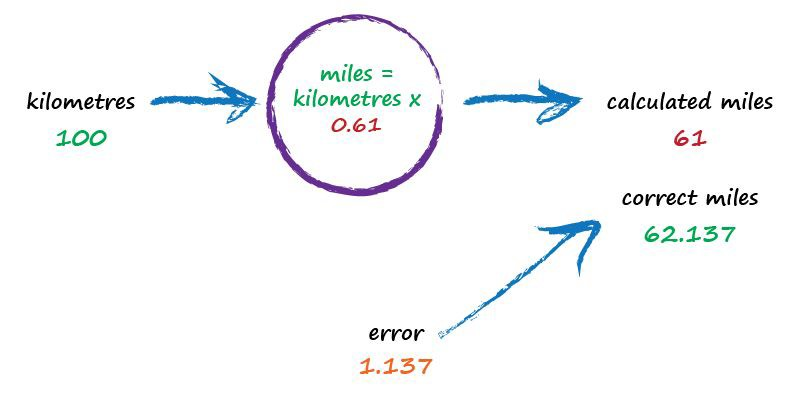 kilometres
100
miles =
kilometres x
0.61
calculated miles
61
correct miles
62.137
error
1.137